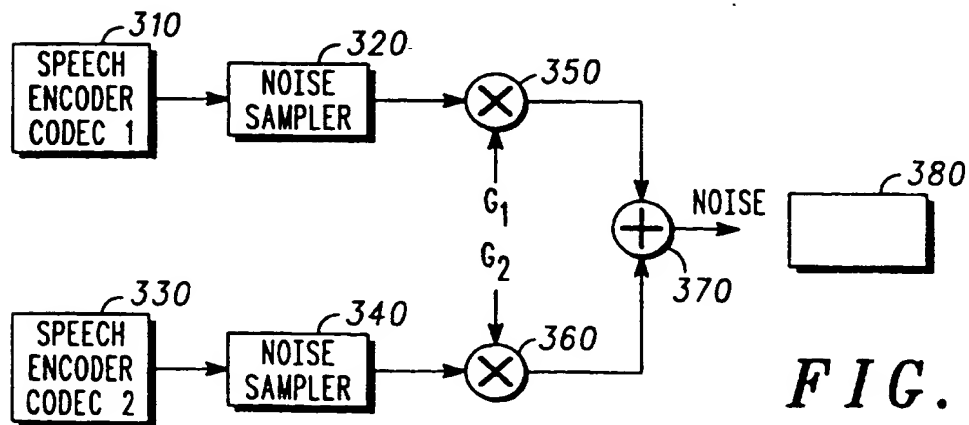 310
SPEECH
ENCODER
CODEC 1
320
NOISE
SAMPLER
350
G1
G2
NOISE
380
370
330
SPEECH
ENCODER
CODEC 2
340
NOISE
SAMPLER
360
FIG.